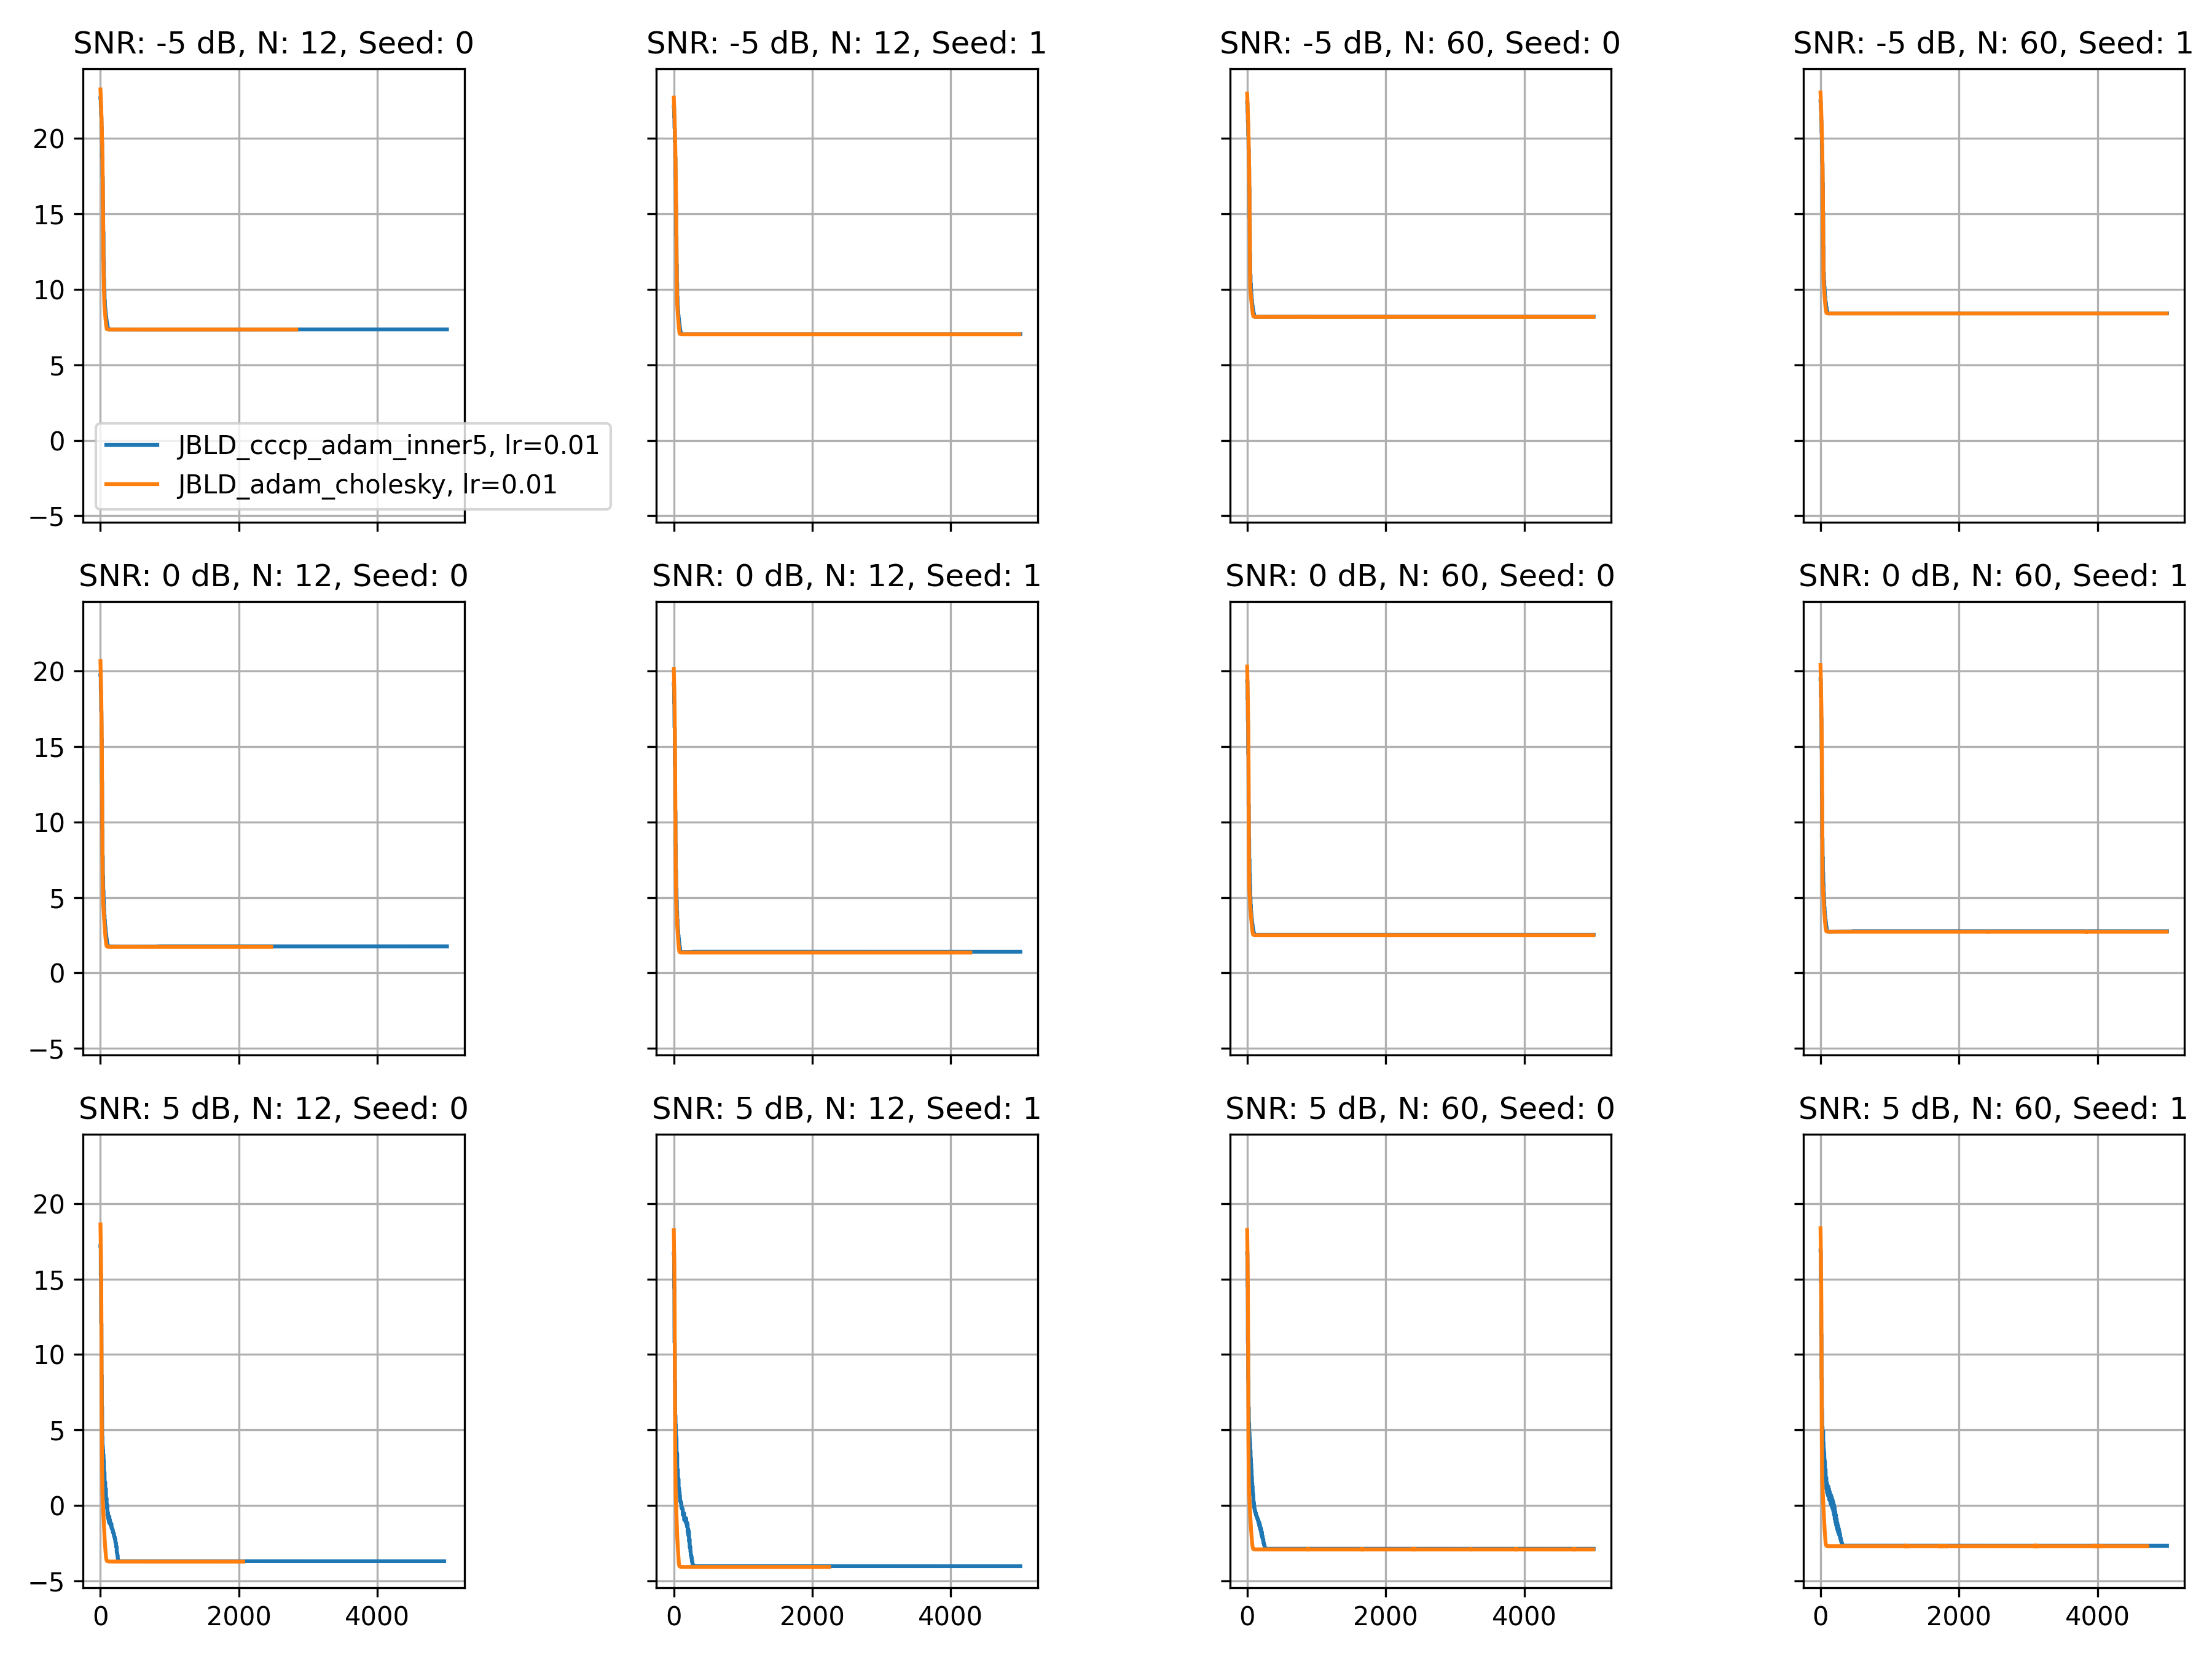 SNR: -5 dB, N: 12, Seed: 0
SNR: -5 dB, N: 12, Seed: 1
SNR: -5 dB, N: 60, Seed: 0
SNR: -5 dB, N: 60, Seed: 1
20
15
10
5
0
−5
JBLD_cccp_adam_inner5, lr=0.01
JBLD_adam_cholesky, lr=0.01
SNR: 0 dB, N: 12, Seed: 0
SNR: 0 dB, N: 12, Seed: 1
SNR: 0 dB, N: 60, Seed: 0
SNR: 0 dB, N: 60, Seed: 1
20
15
10
5
0
−5
SNR: 5 dB, N: 12, Seed: 0
SNR: 5 dB, N: 12, Seed: 1
SNR: 5 dB, N: 60, Seed: 0
SNR: 5 dB, N: 60, Seed: 1
20
15
10
5
0
−5
0 2000 4000
0 2000 4000
0 2000 4000
0 2000 4000